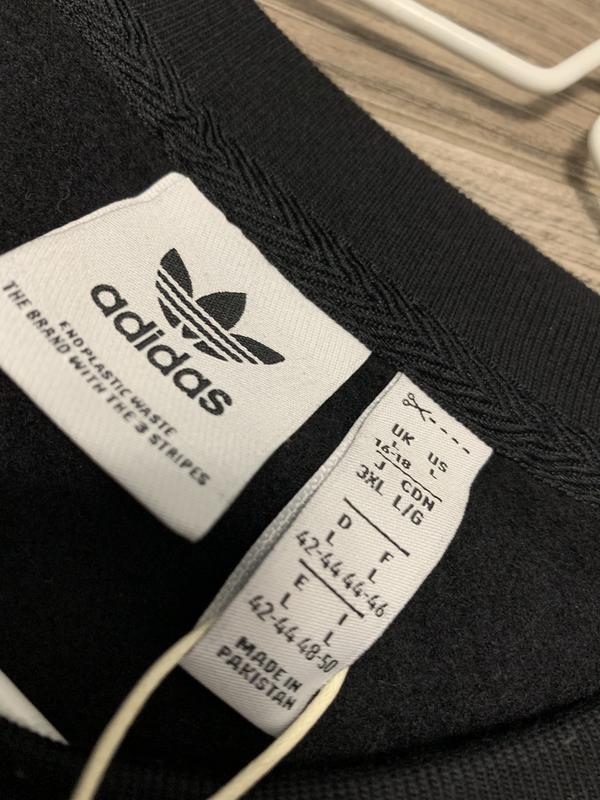 adidas
END PLASTIC WASTE
THE BRAND WITH THE 3 STRIPES
UK US
L L
16-18
J CDN
3XL L/G
D F
L L
42-44 44-46
E I
L L
42-44 48-50
MADE IN
PAKISTAN